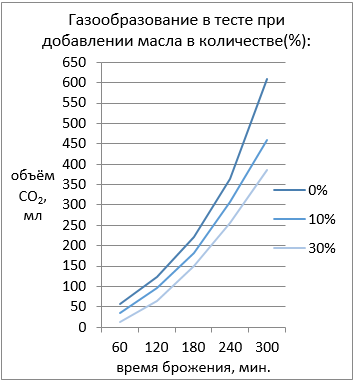 Газообразование в тесте при
добавлении масла в количестве(%):
650
600
550
500
450
400
350
300
250
200
150
100
50
0
объём
CO₂,
мл
0%
10%
30%
60 120 180 240 300
время брожения, мин.